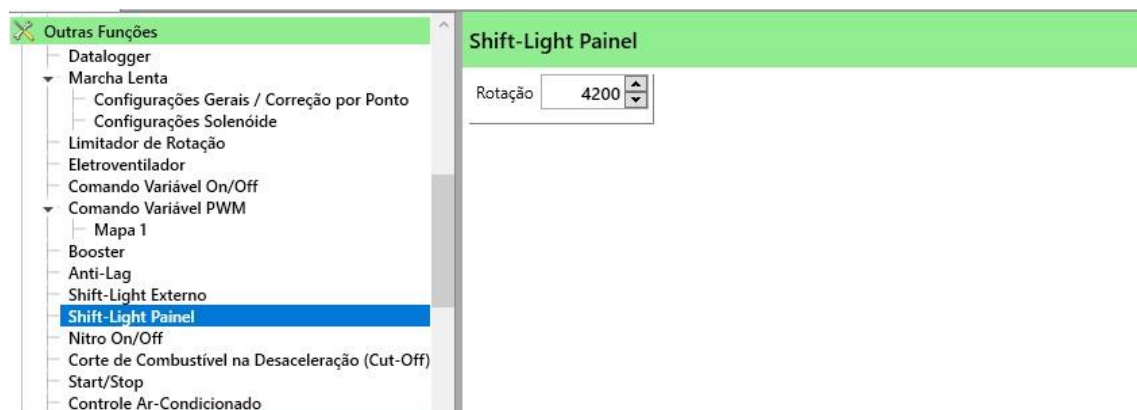 Outras Funções
Datalogger
Marcha Lenta
Configurações Gerais / Correção por Ponto
Configurações Solenóide
Limitador de Rotação
Eletroventilador
Comando Variável On/Off
Comando Variável PWM
Mapa 1
Booster
Anti-Lag
Shift-Light Externo
Shift-Light Painel
Nitro On/Off
Corte de Combustível na Desaceleração (Cut-Off)
Start/Stop
Controle Ar-Condicionado
Shift-Light Painel
Rotação 4200